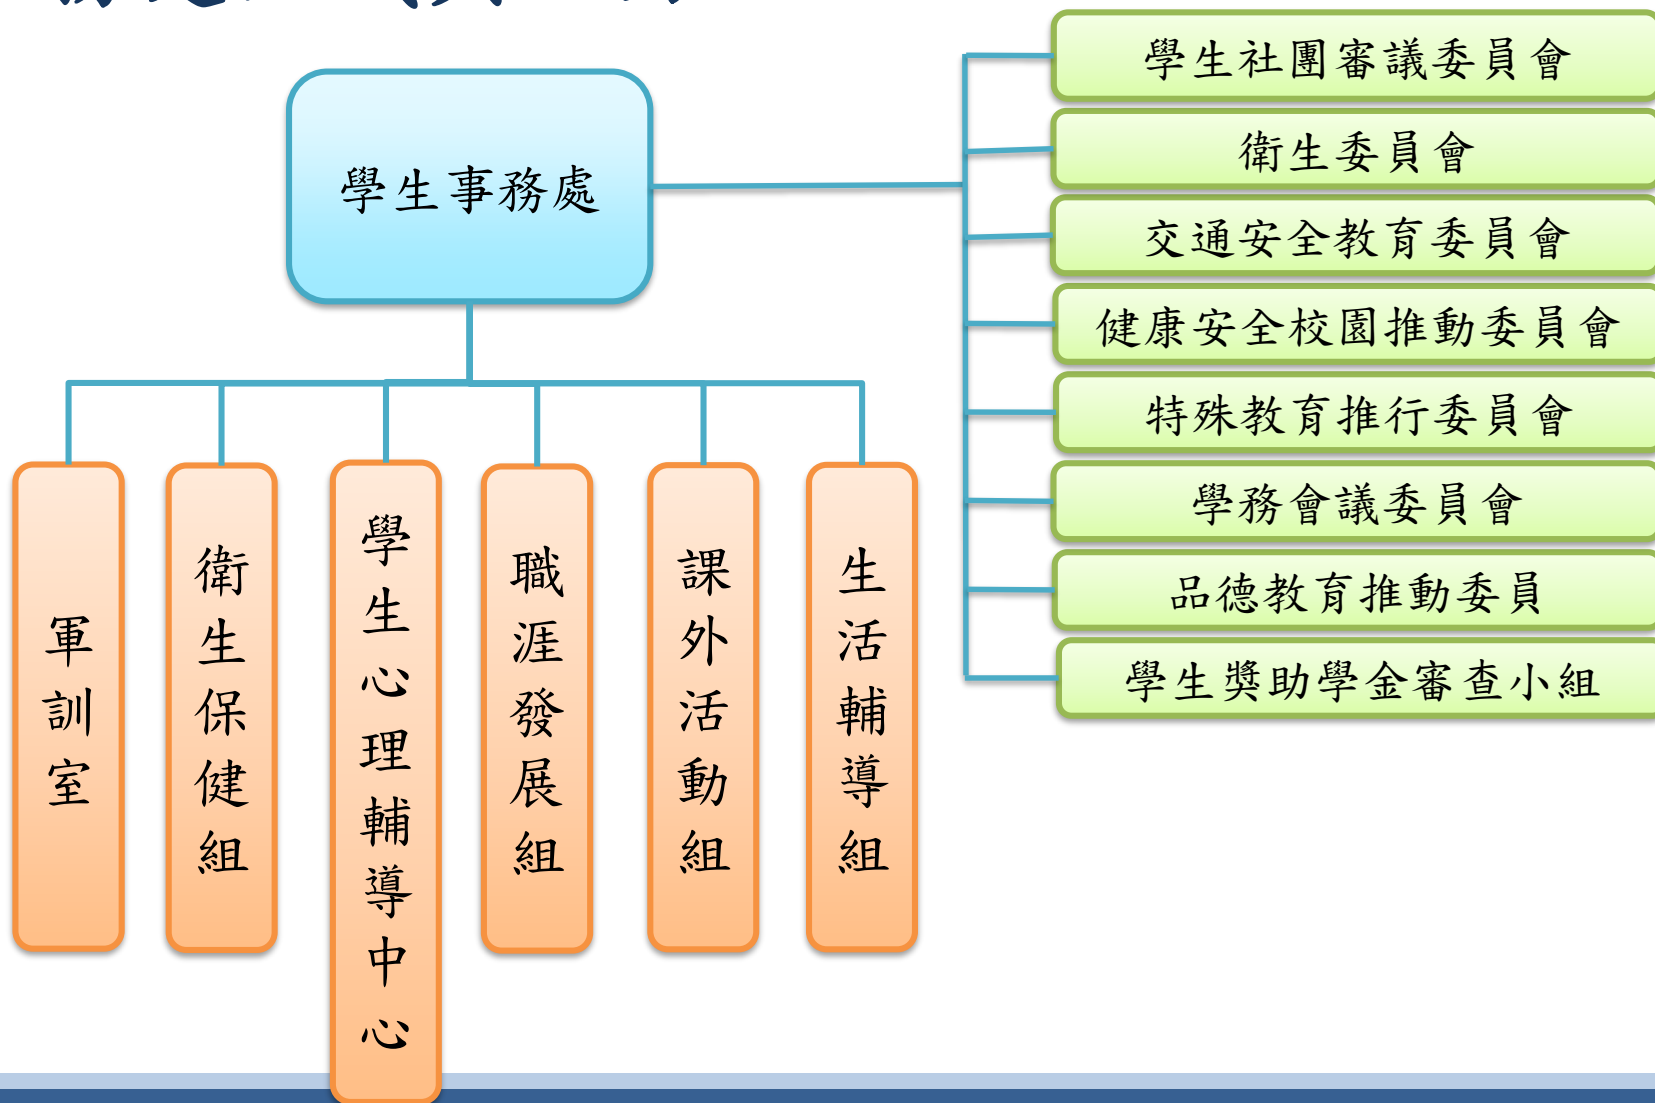 學生事務處
學生社團審議委員會
衛生委員會
交通安全教育委員會
健康安全校園推動委員會
特殊教育推行委員會
學務會議委員會
品德教育推動委員
學生獎助學金審查小組
軍訓室
衛生保健組
學生心理輔導中心
職涯發展組
課外活動組
生活輔導組